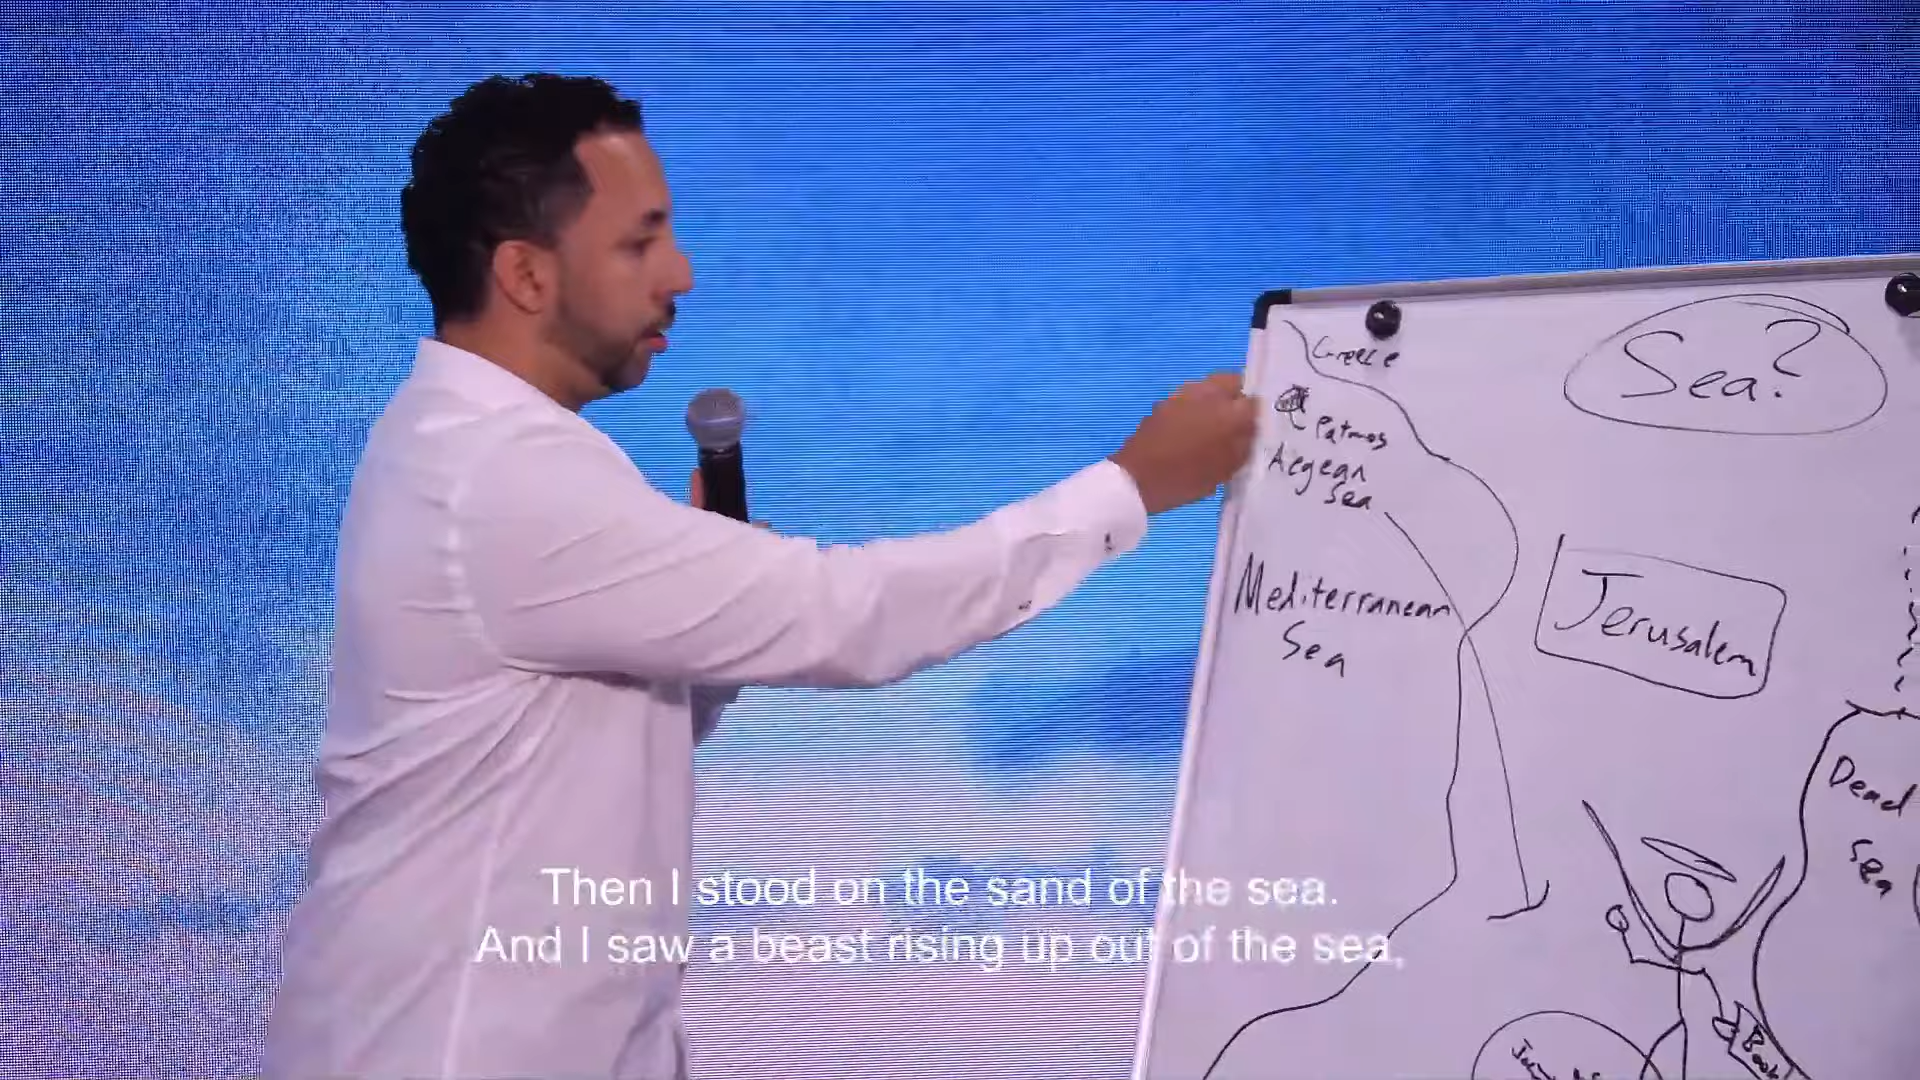 Greece
Sea?
Patmos
Aegean
Sea
Mediterranean
Sea
Jerusalem
Dead
Sea
Book
Then I stood on the sand of the sea.
And I saw a beast rising up out of the sea,